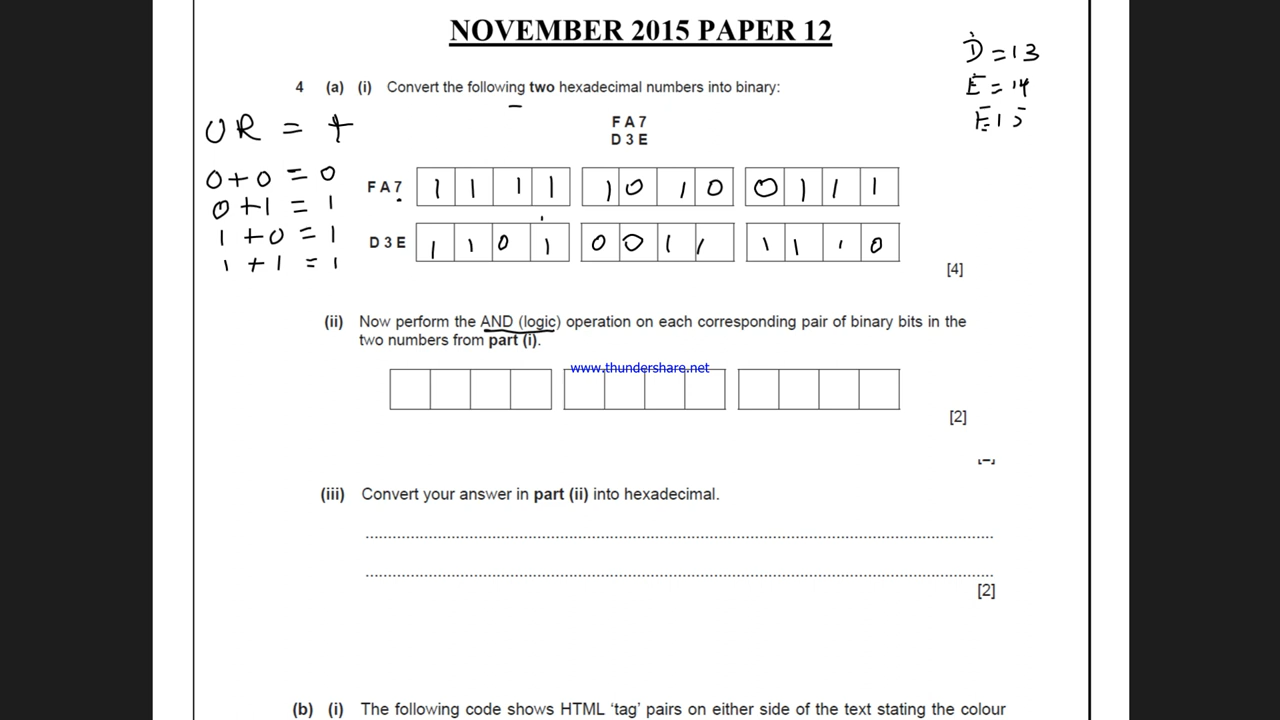 NOVEMBER 2015 PAPER 12
D = 13
E = 14
F 15
4 (a) (i) Convert the following two hexadecimal numbers into binary:
F A 7
D 3 E
OR = +
0 + 0 = 0
0 + 1 = 1
1 + 0 = 1
1 + 1 = 1
F A 7 1 1 1 1 1 0 1 0 0 1 1 1
D 3 E 1 1 0 1 0 0 1 1 1 1 1 0
[4]
(ii) Now perform the AND (logic) operation on each corresponding pair of binary bits in the
two numbers from part (i).
www.thundershare.net
[2]
(iii) Convert your answer in part (ii) into hexadecimal.
[2]
(b) (i) The following code shows HTML ‘tag’ pairs on either side of the text stating the colour